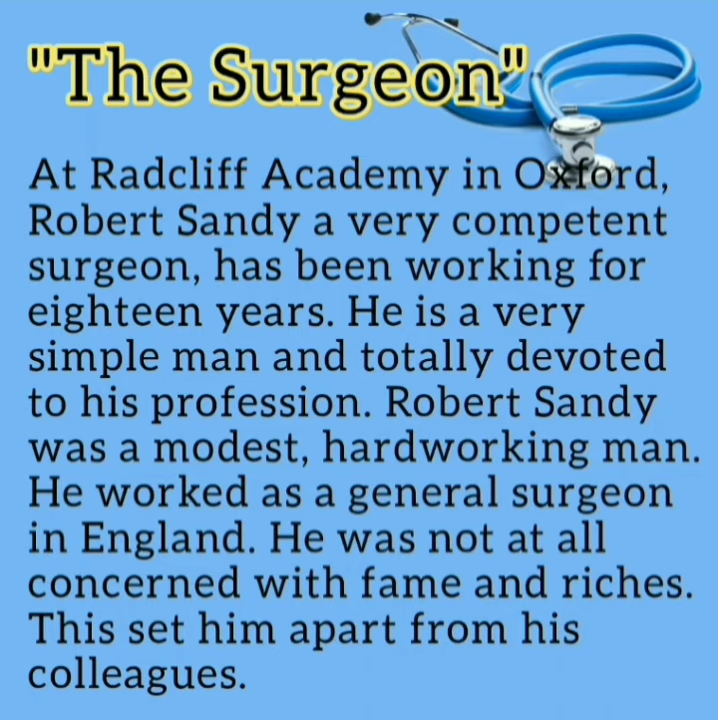 "The Surgeon"
At Radcliff Academy in Oxford,
Robert Sandy a very competent
surgeon, has been working for
eighteen years. He is a very
simple man and totally devoted
to his profession. Robert Sandy
was a modest, hardworking man.
He worked as a general surgeon
in England. He was not at all
concerned with fame and riches.
This set him apart from his
colleagues.